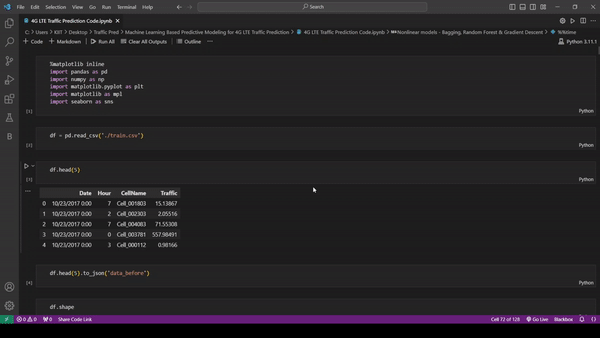 File Edit Selection View Go Run Terminal Help
Search
4G LTE Traffic Prediction Code.ipynb
C: > Users > KBT > Desktop > Traffic Pred > Machine Learning Based Predictive Modeling for 4G LTE Traffic Prediction > 4G LTE Traffic Prediction Code.ipynb > Nonlinear models - Bagging, Random Forest & Gradient Descent > %%time
+ Code + Markdown Run All Clear All Outputs Outline ... Python 3.11.1
%matplotlib inline
import pandas as pd
import numpy as np
import matplotlib.pyplot as plt
import matplotlib as mpl
import seaborn as sns
Python
df = pd.read_csv("./train.csv")
Python
df.head(5)
Python
Date Hour CellName Traffic
0 10/23/2017 0:00 7 Cell_001803 15.13867
1 10/23/2017 0:00 2 Cell_002303 2.05516
2 10/23/2017 0:00 7 Cell_004083 71.55308
3 10/23/2017 0:00 0 Cell_003781 557.98491
4 10/23/2017 0:00 3 Cell_000112 0.98166
df.head(5).to_json("data_before")
[4] Python
df.shape
0 0 0 Share Code Link Cell 72 of 128 Go Live Blackbox